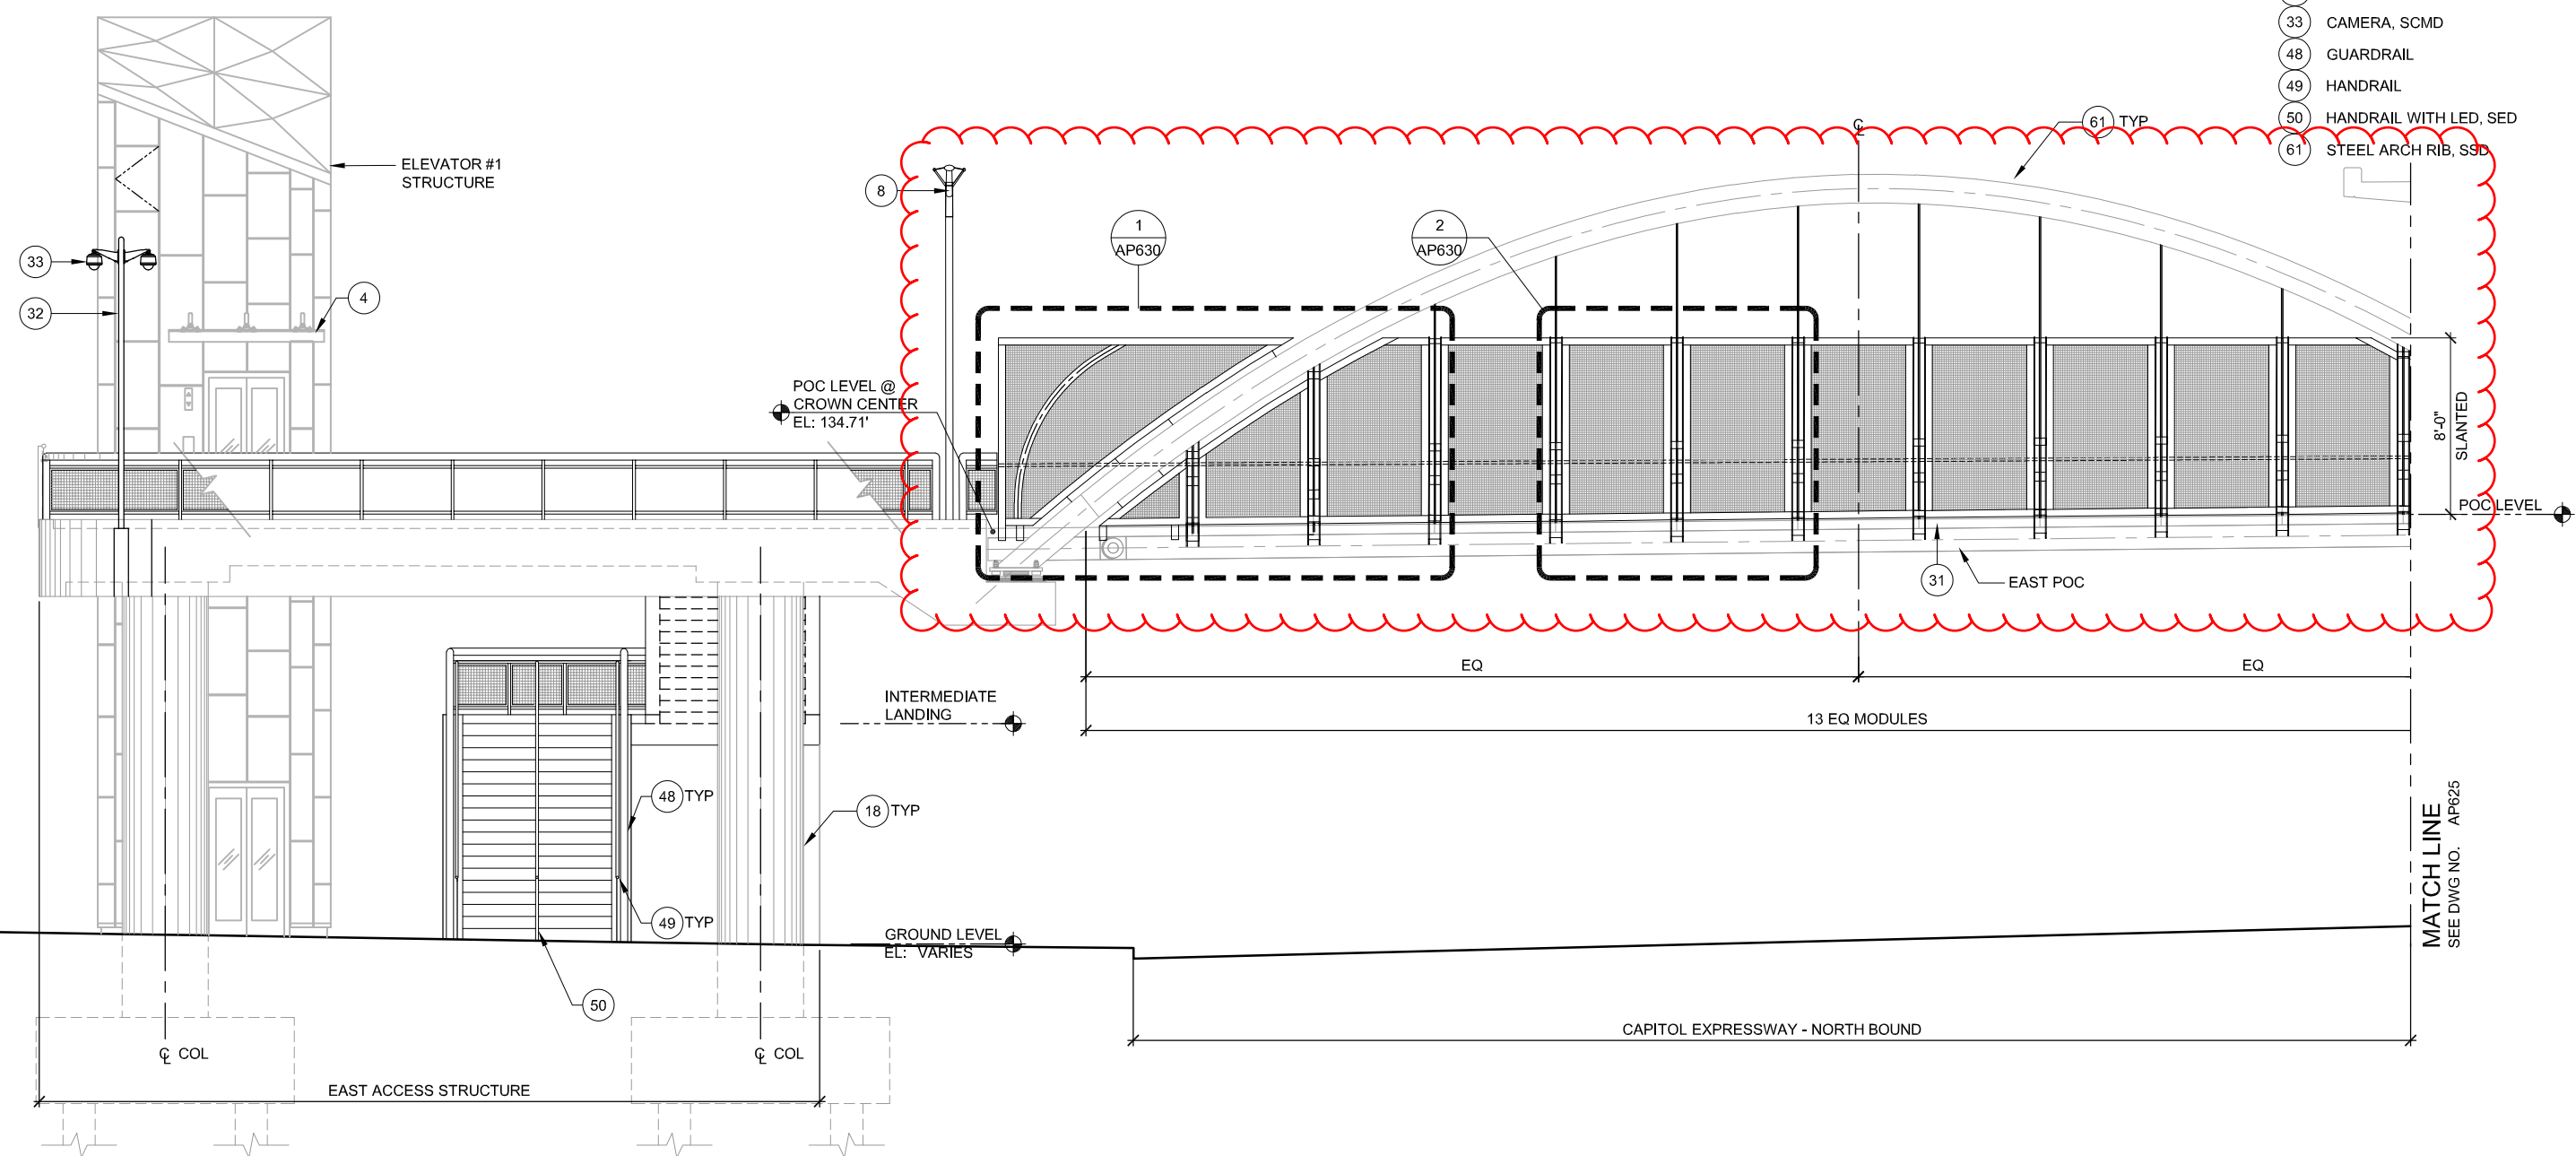 33 CAMERA, SCMD
48 GUARDRAIL
49 HANDRAIL
50 HANDRAIL WITH LED, SED
61 STEEL ARCH RIB, SSD
61 TYP
℄
ELEVATOR #1
STRUCTURE
8
1
AP630
2
AP630
33
32
4
POC LEVEL @
CROWN CENTER
EL: 134.71'
8'-0"
SLANTED
POC LEVEL
31
EAST POC
EQ
EQ
INTERMEDIATE
LANDING
13 EQ MODULES
48 TYP
18 TYP
49 TYP
GROUND LEVEL
EL: VARIES
50
MATCH LINE
SEE DWG NO. AP625
CAPITOL EXPRESSWAY - NORTH BOUND
℄ COL
℄ COL
EAST ACCESS STRUCTURE